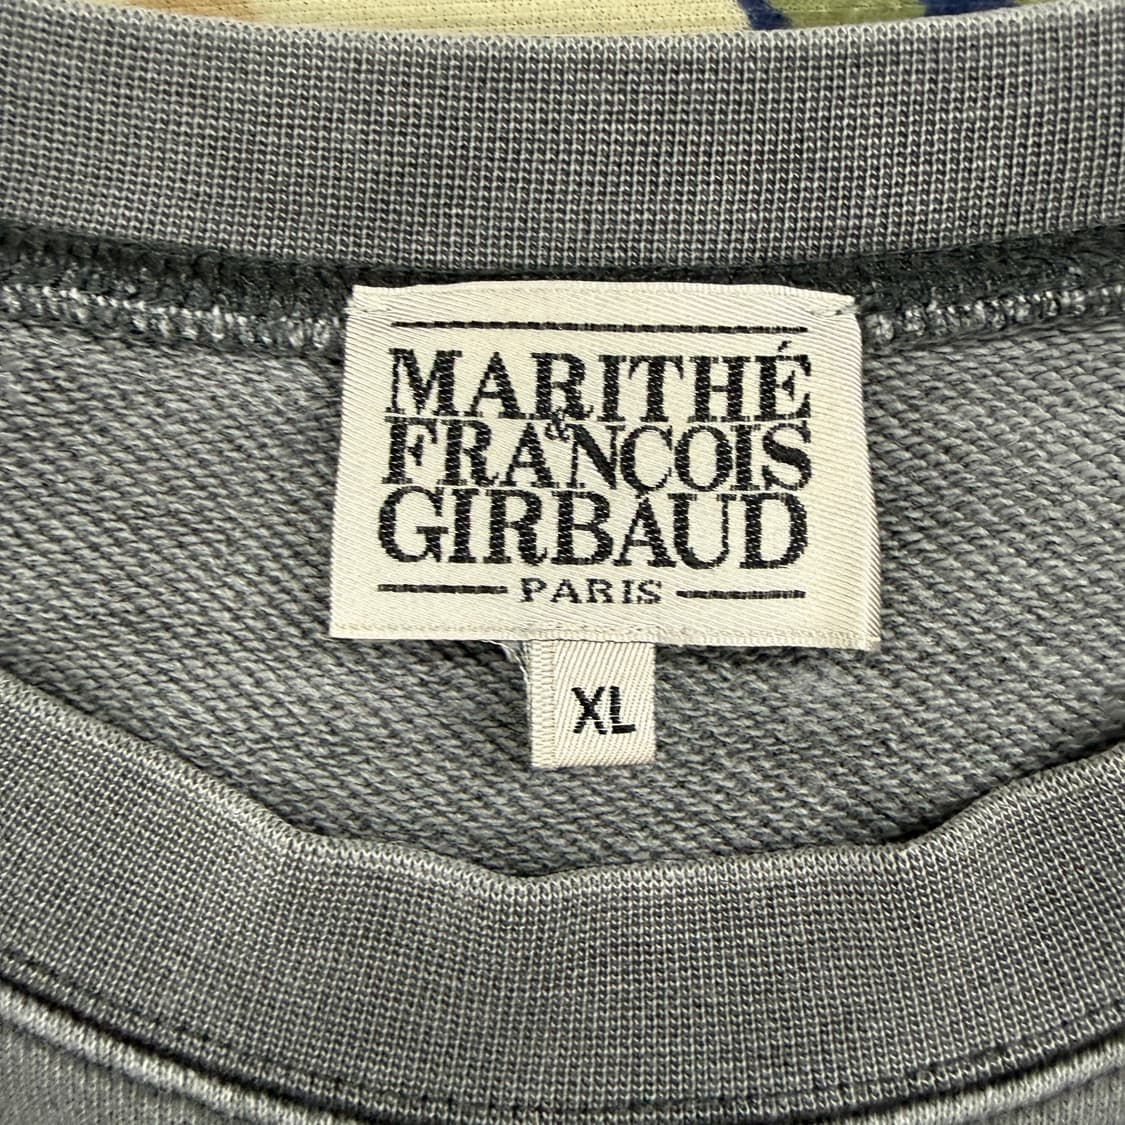 MARITHÉ
&
FRANÇOIS
GIRBAUD
PARIS
XL